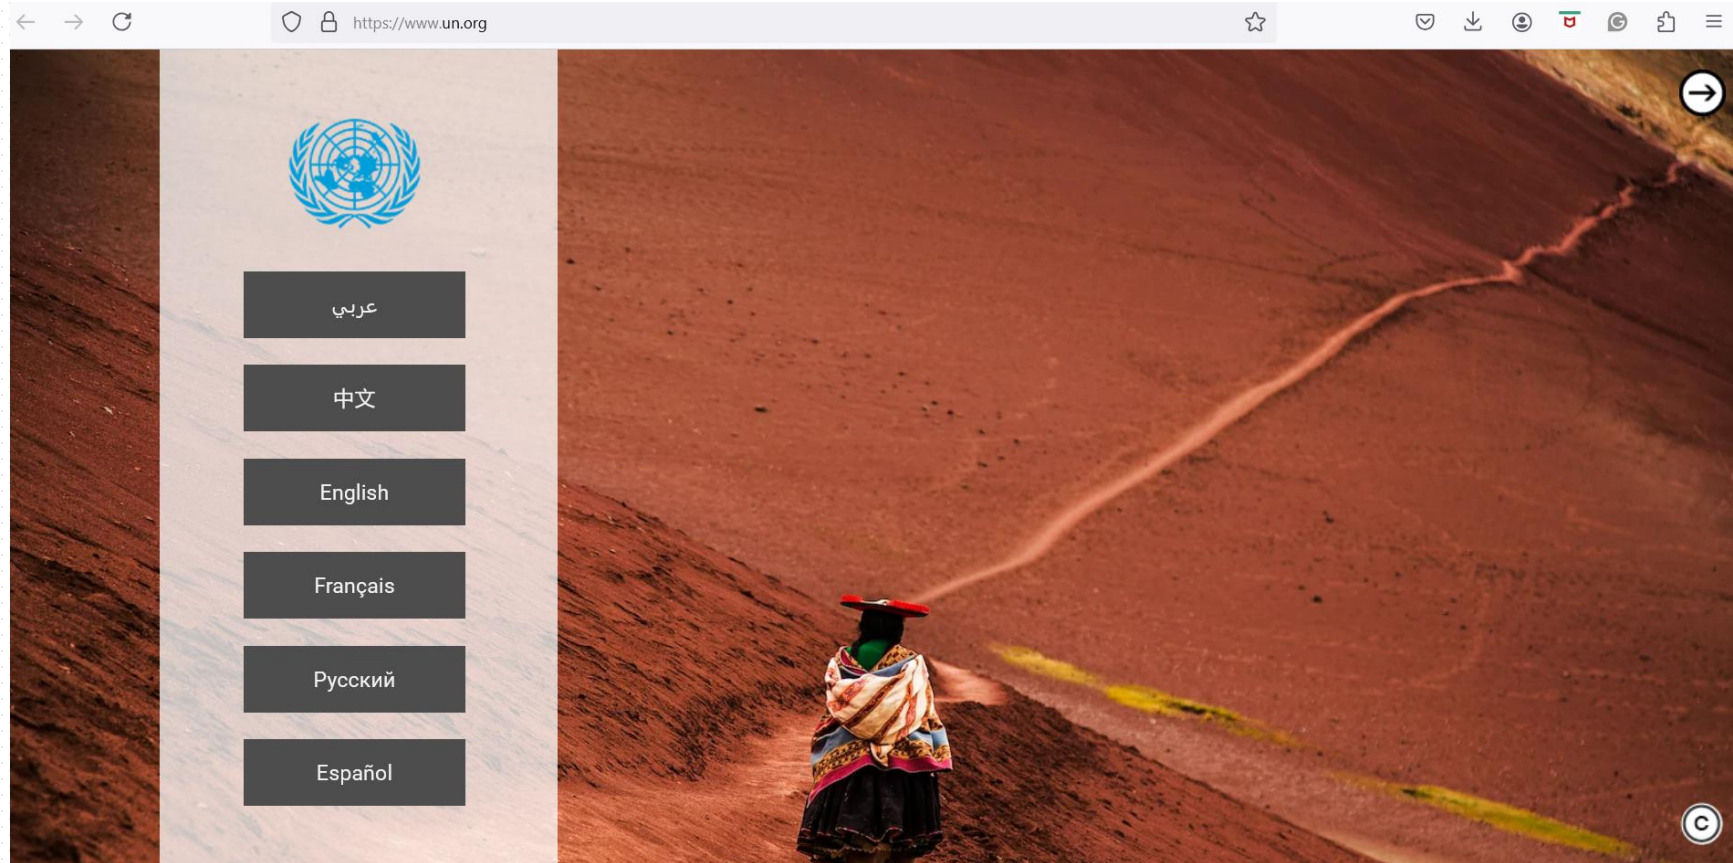 https://www.un.org
عربي
中文
English
Français
Русский
Español
C